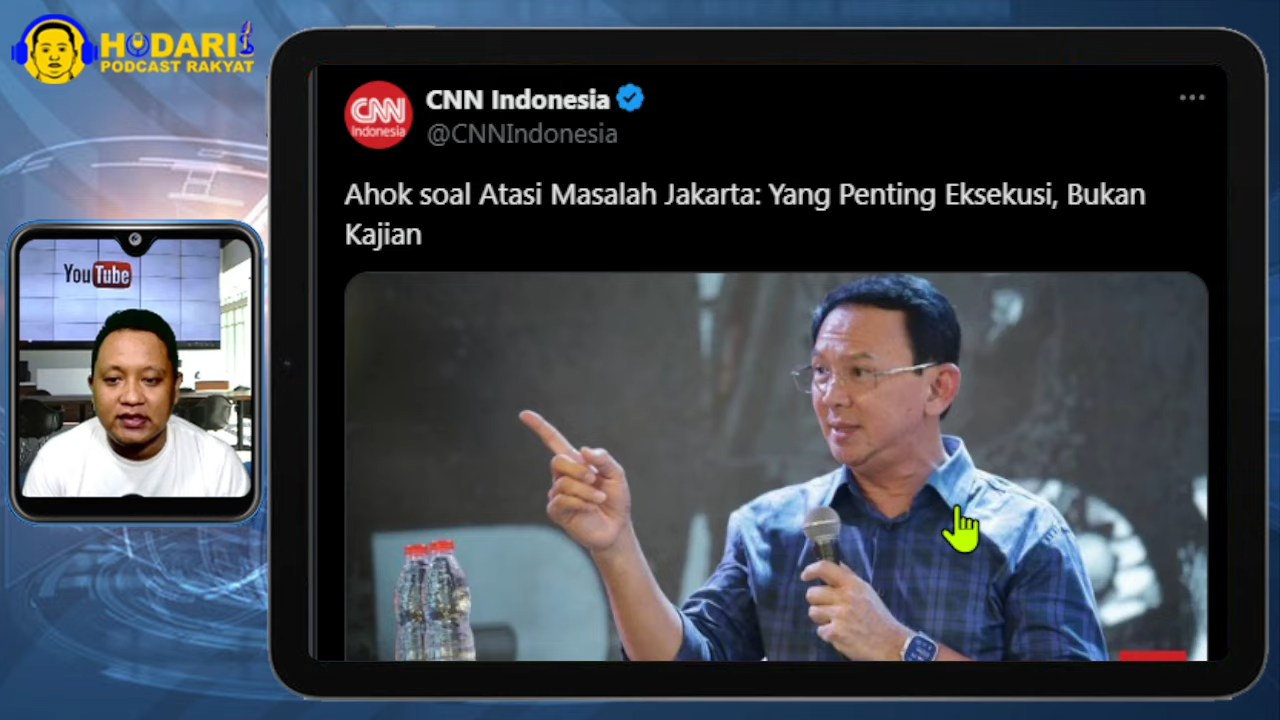 HODARI
PODCAST RAKYAT
CNN Indonesia
@CNNIndonesia
CNN
Indonesia
Ahok soal Atasi Masalah Jakarta: Yang Penting Eksekusi, Bukan
Kajian
YouTube